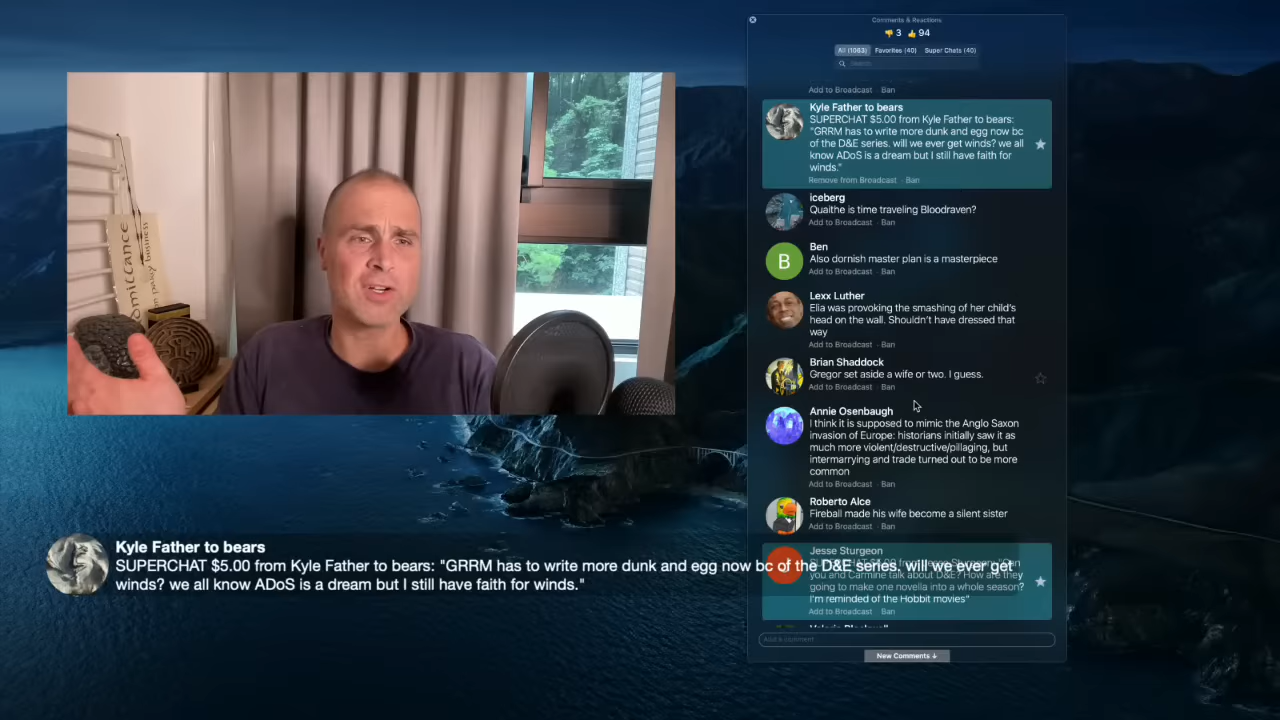 Comments & Reactions
👎 3 👍 94
All (1063) Favorites (40) Super Chats (40)
Search
Add to Broadcast · Ban
Kyle Father to bears
SUPERCHAT $5.00 from Kyle Father to bears:
"GRRM has to write more dunk and egg now bc
of the D&E series. will we ever get winds? we all
know ADoS is a dream but I still have faith for
winds."
Remove from Broadcast · Ban
iceberg
Quaithe is time traveling Bloodraven?
Add to Broadcast · Ban
B
Ben
Also dornish master plan is a masterpiece
Add to Broadcast · Ban
Lexx Luther
Elia was provoking the smashing of her child's
head on the wall. Shouldn't have dressed that
way
Add to Broadcast · Ban
Brian Shaddock
Gregor set aside a wife or two. I guess.
Add to Broadcast · Ban
Annie Osenbaugh
I think it is supposed to mimic the Anglo Saxon
invasion of Europe: historians initially saw it as
much more violent/destructive/pillaging, but
intermarrying and trade turned out to be more
common
Add to Broadcast · Ban
Roberto Alce
Fireball made his wife become a silent sister
Add to Broadcast · Ban
Jesse Sturgeon
you and Carmine talk about D&E? How are they
going to make one novella into a whole season?
I'm reminded of the Hobbit movies"
Add to Broadcast · Ban
Add a comment
New Comments ↓
Kyle Father to bears
SUPERCHAT $5.00 from Kyle Father to bears: "GRRM has to write more dunk and egg now bc of the D&E series. will we ever get
winds? we all know ADoS is a dream but I still have faith for winds."